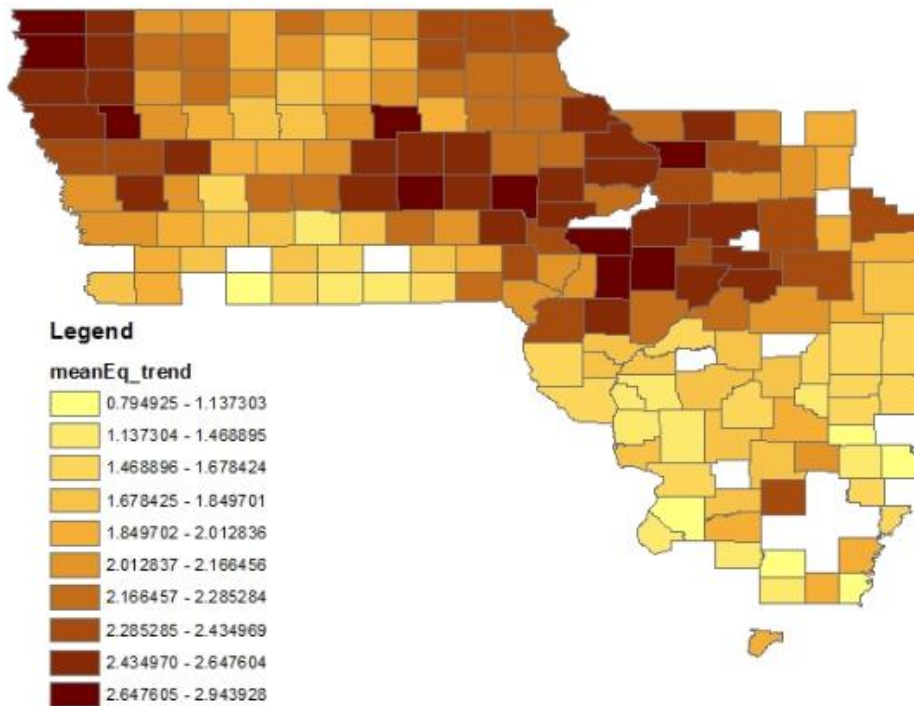 Legend
meanEq_trend
0.794925 - 1.137303
1.137304 - 1.468895
1.468896 - 1.678424
1.678425 - 1.849701
1.849702 - 2.012836
2.012837 - 2.166456
2.166457 - 2.285284
2.285285 - 2.434969
2.434970 - 2.647604
2.647605 - 2.943928